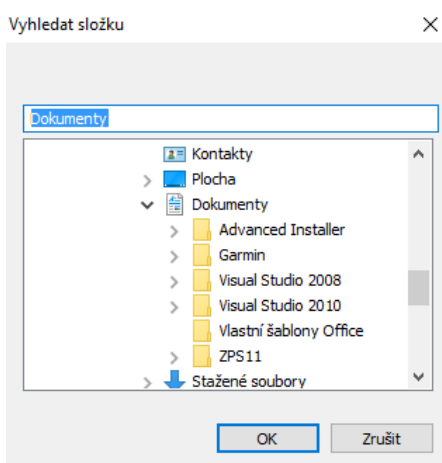 Vyhledat složku
Dokumenty
Kontakty
Plocha
Dokumenty
Advanced Installer
Garmin
Visual Studio 2008
Visual Studio 2010
Vlastní šablony Office
ZPS11
Stažené soubory
OK
Zrušit